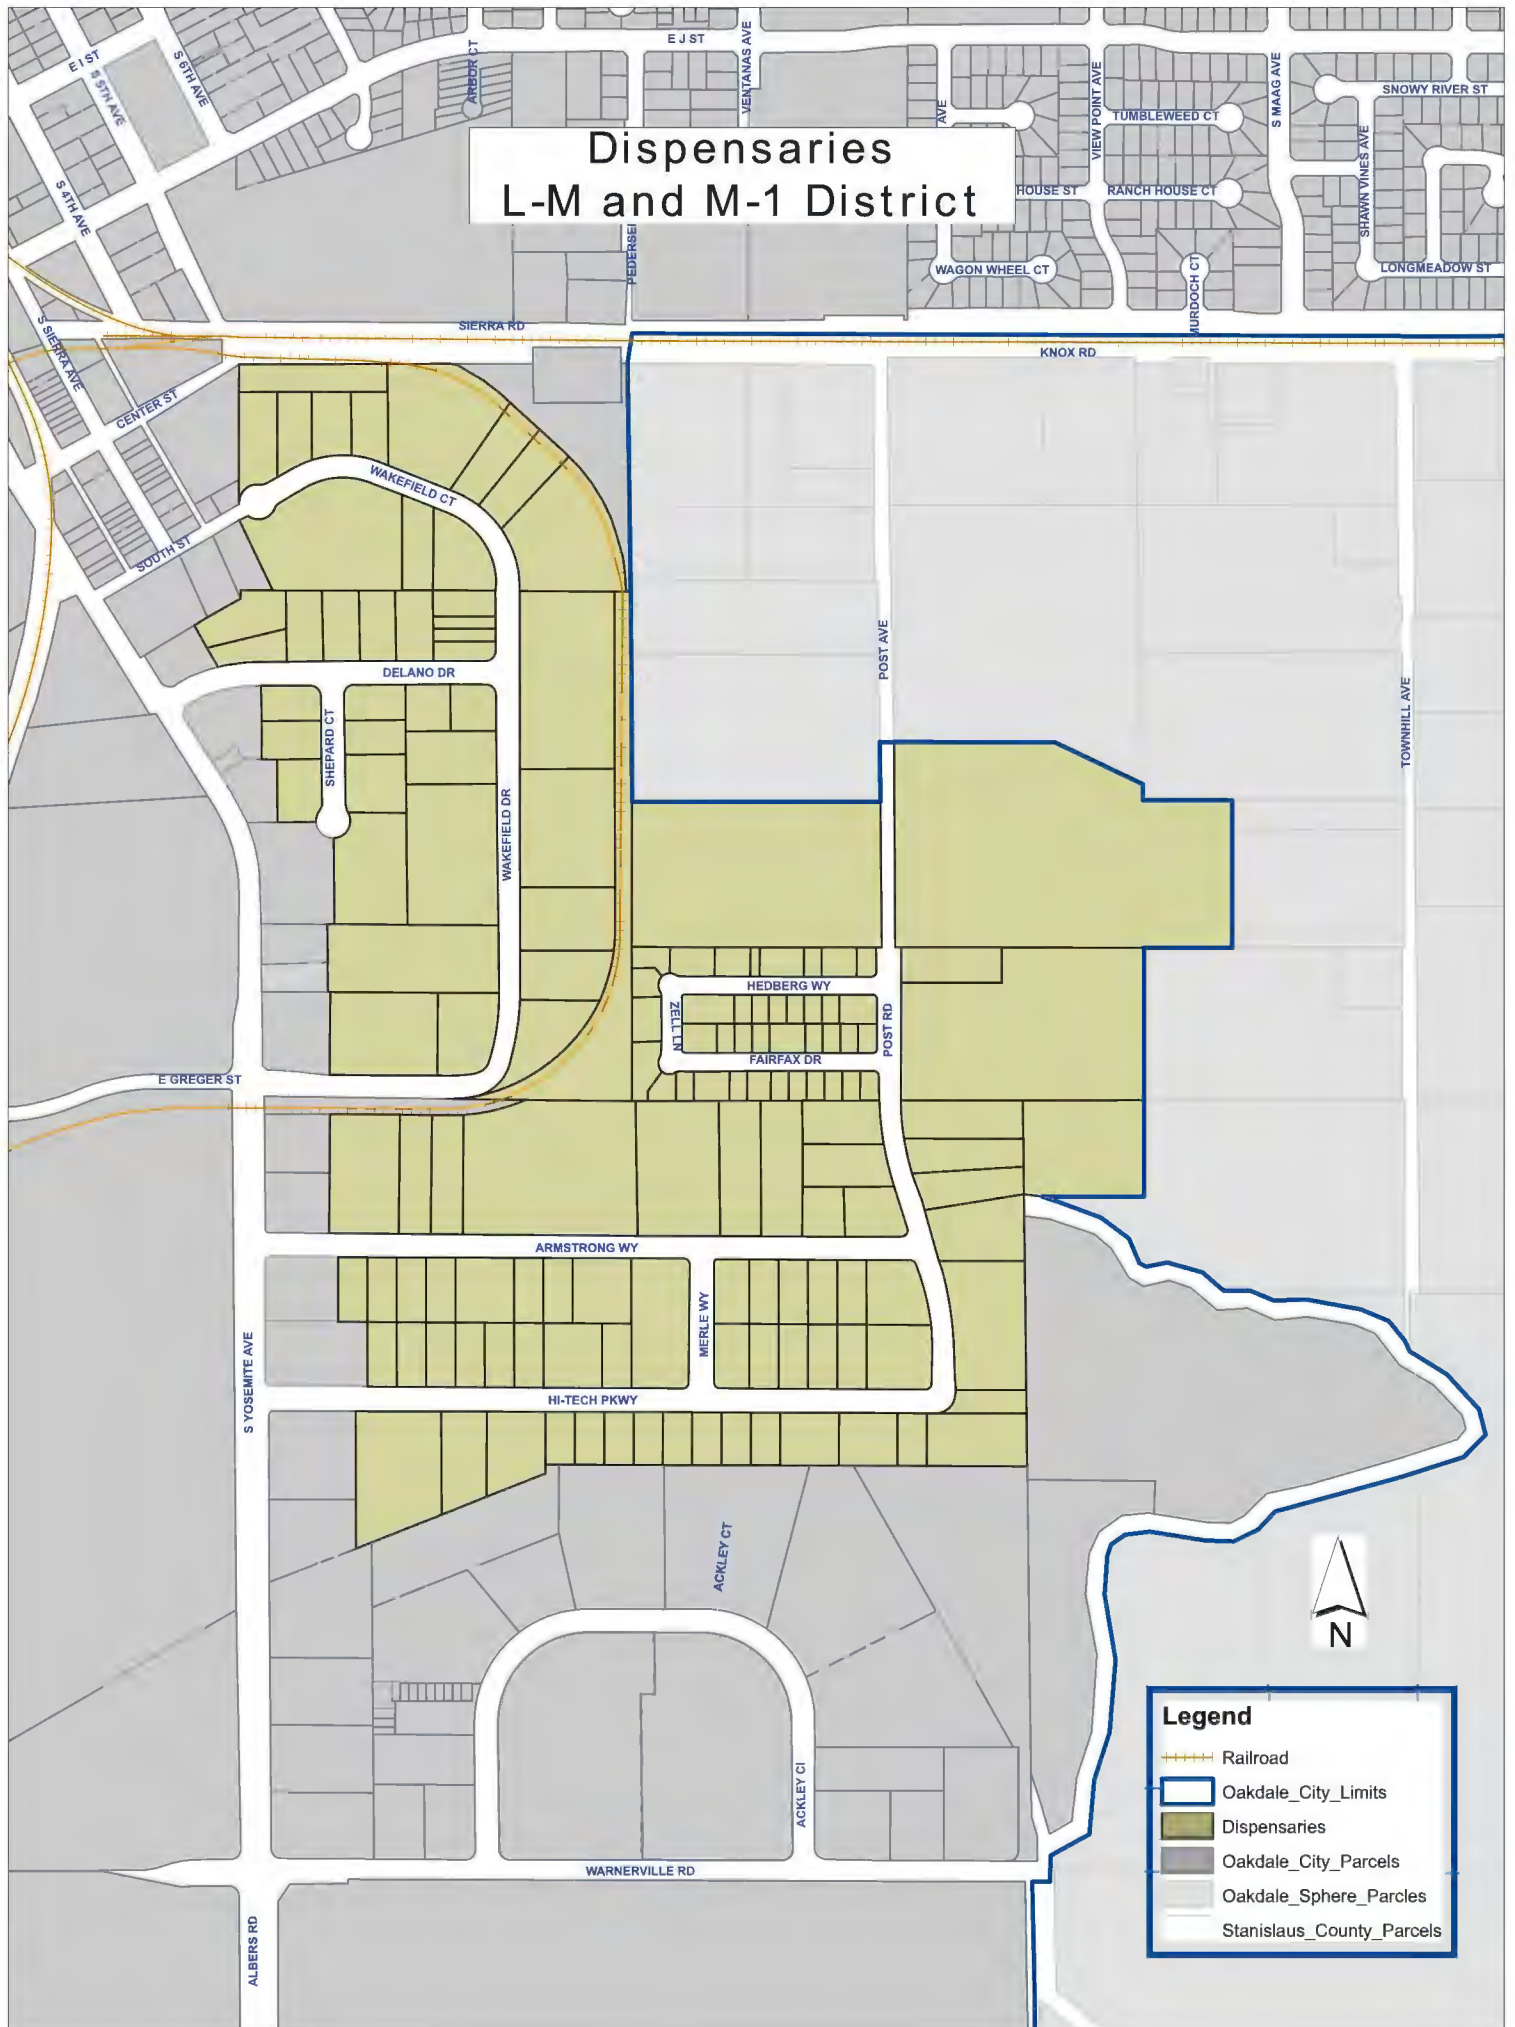 E J ST
VENTANAS AVE
ARBOR CT
E I ST
S 5TH AVE
S 6TH AVE
S MAAG AVE
SNOWY RIVER ST
AVE
VIEW POINT AVE
TUMBLEWEED CT
SHAWN VINES AVE
Dispensaries
L-M and M-1 District
HOUSE ST
RANCH HOUSE CT
S 4TH AVE
WAGON WHEEL CT
MURDOCH CT
LONGMEADOW ST
SIERRA RD
KNOX RD
S SIERRA AVE
CENTER ST
WAKEFIELD CT
SOUTH ST
DELANO DR
SHEPARD CT
WAKEFIELD DR
POST AVE
TOWNHILL AVE
HEDBERG WY
ZELL LN
POST RD
FAIRFAX DR
E GREGER ST
ARMSTRONG WY
MERLE WY
S YOSEMITE AVE
HI-TECH PKWY
ACKLEY CT
N
ACKLEY CI
WARNERVILLE RD
ALBERS RD
Legend
Railroad
Oakdale_City_Limits
Dispensaries
Oakdale_City_Parcels
Oakdale_Sphere_Parcles
Stanislaus_County_Parcels